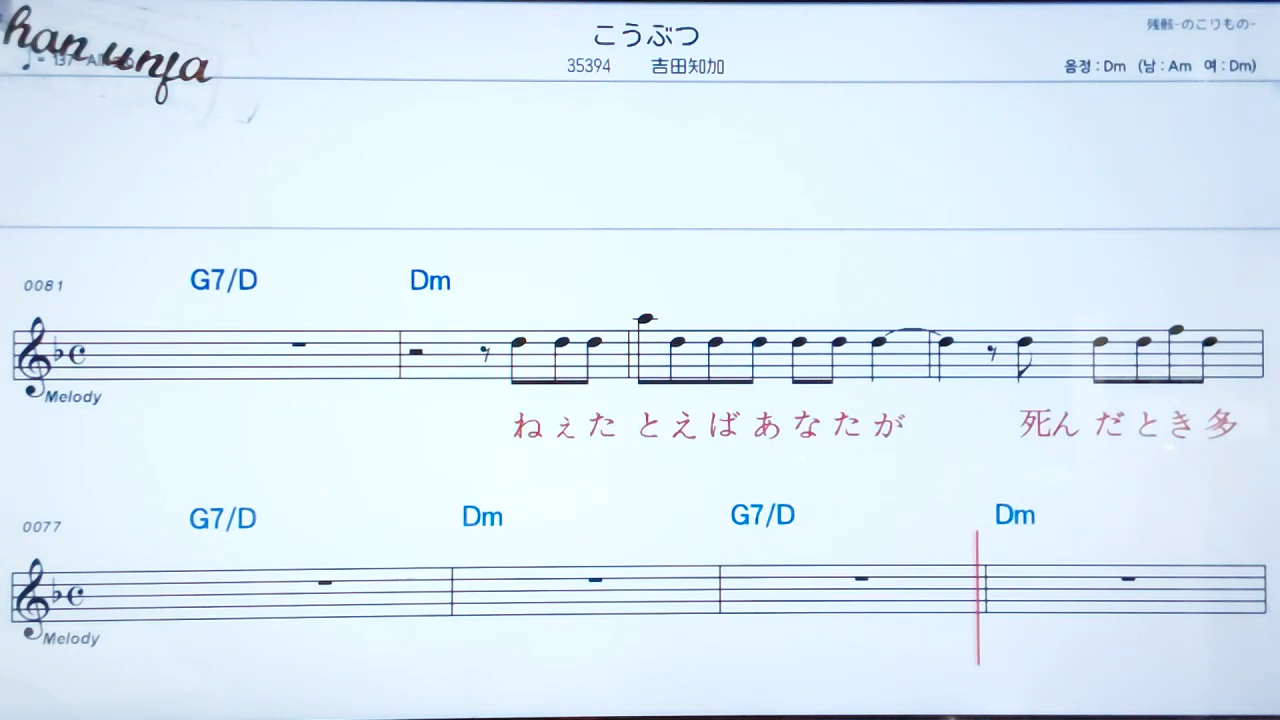 han unja
こうぶつ
残骸-のこりもの-
35394 吉田知加
음정 : Dm (남 : Am 여 : Dm)
0081 G7/D Dm
Melody
ねぇた とえばあなたが 死んだとき多
0077 G7/D Dm G7/D Dm
Melody